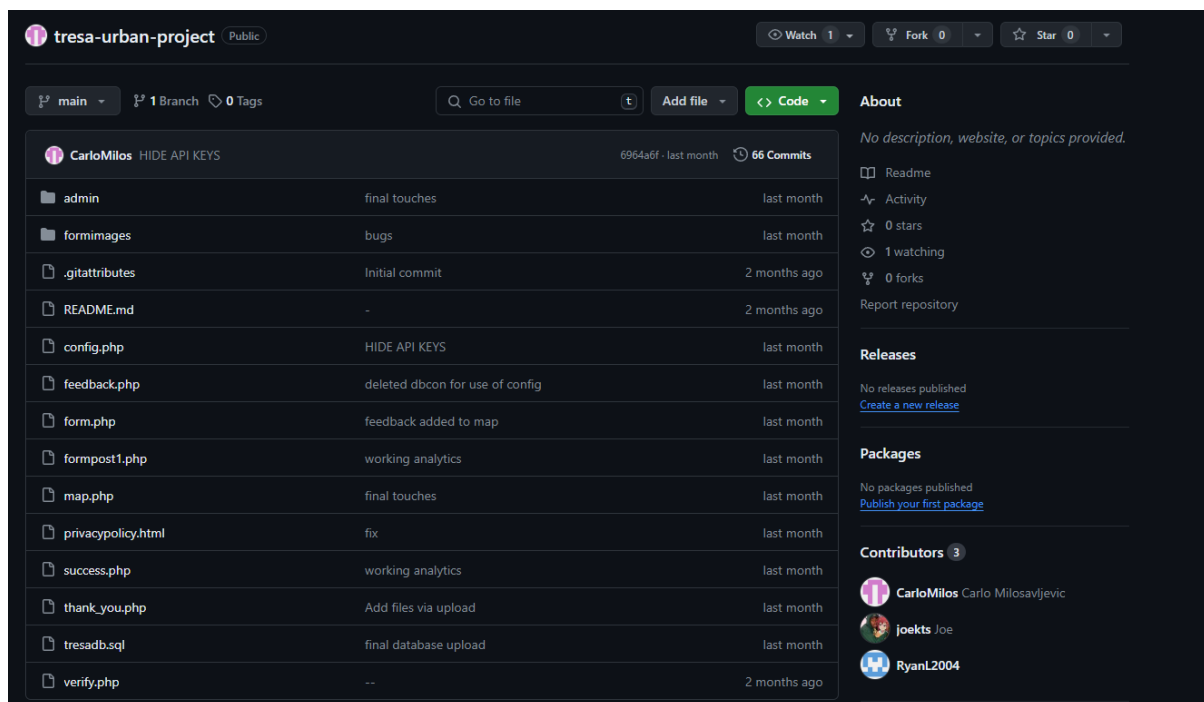 tresa-urban-project Public
Watch 1 Fork 0 Star 0
main 1 Branch 0 Tags Go to file t Add file Code
CarloMilos HIDE API KEYS 6964a6f · last month 66 Commits
admin final touches last month
formimages bugs last month
.gitattributes Initial commit 2 months ago
README.md - 2 months ago
config.php HIDE API KEYS last month
feedback.php deleted dbcon for use of config last month
form.php feedback added to map last month
formpost1.php working analytics last month
map.php final touches last month
privacypolicy.html fix last month
success.php working analytics last month
thank_you.php Add files via upload last month
tresadb.sql final database upload last month
verify.php -- 2 months ago
About
No description, website, or topics provided.
Readme
Activity
0 stars
1 watching
0 forks
Report repository
Releases
No releases published
Create a new release
Packages
No packages published
Publish your first package
Contributors 3
CarloMilos Carlo Milosavljevic
joekts Joe
RyanL2004